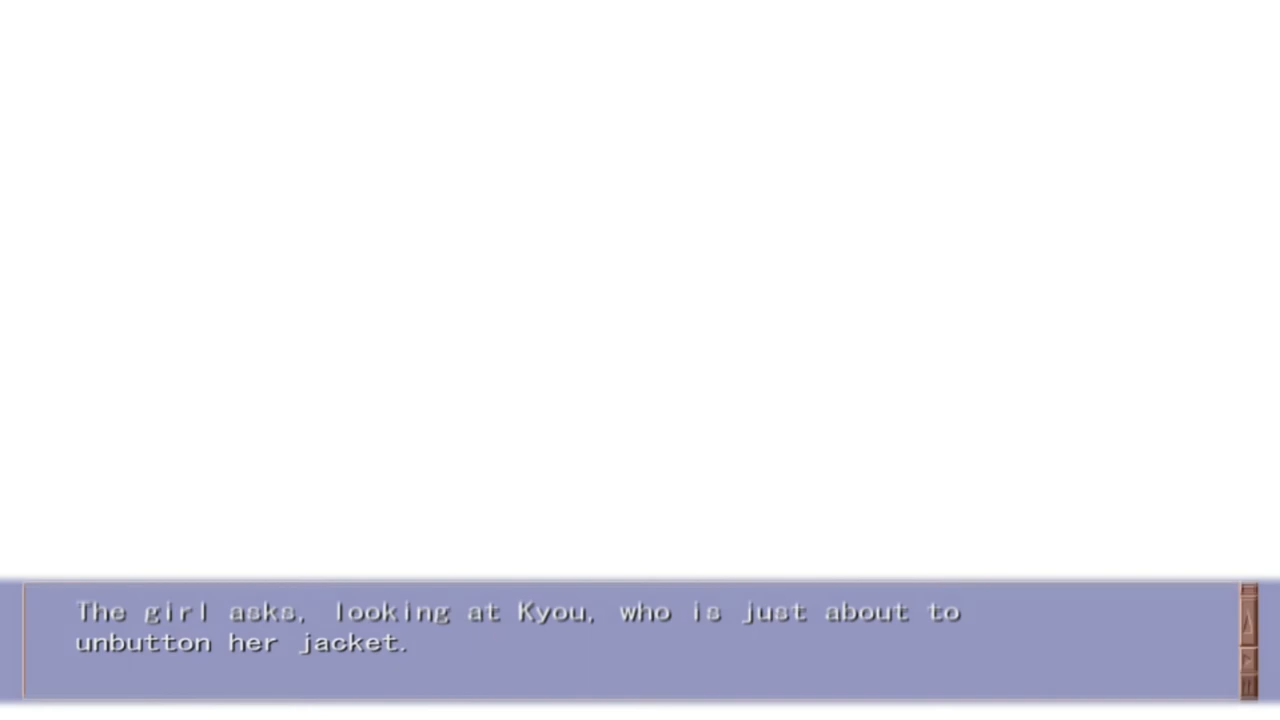 The girl asks, looking at Kyou, who is just about to
unbutton her jacket.